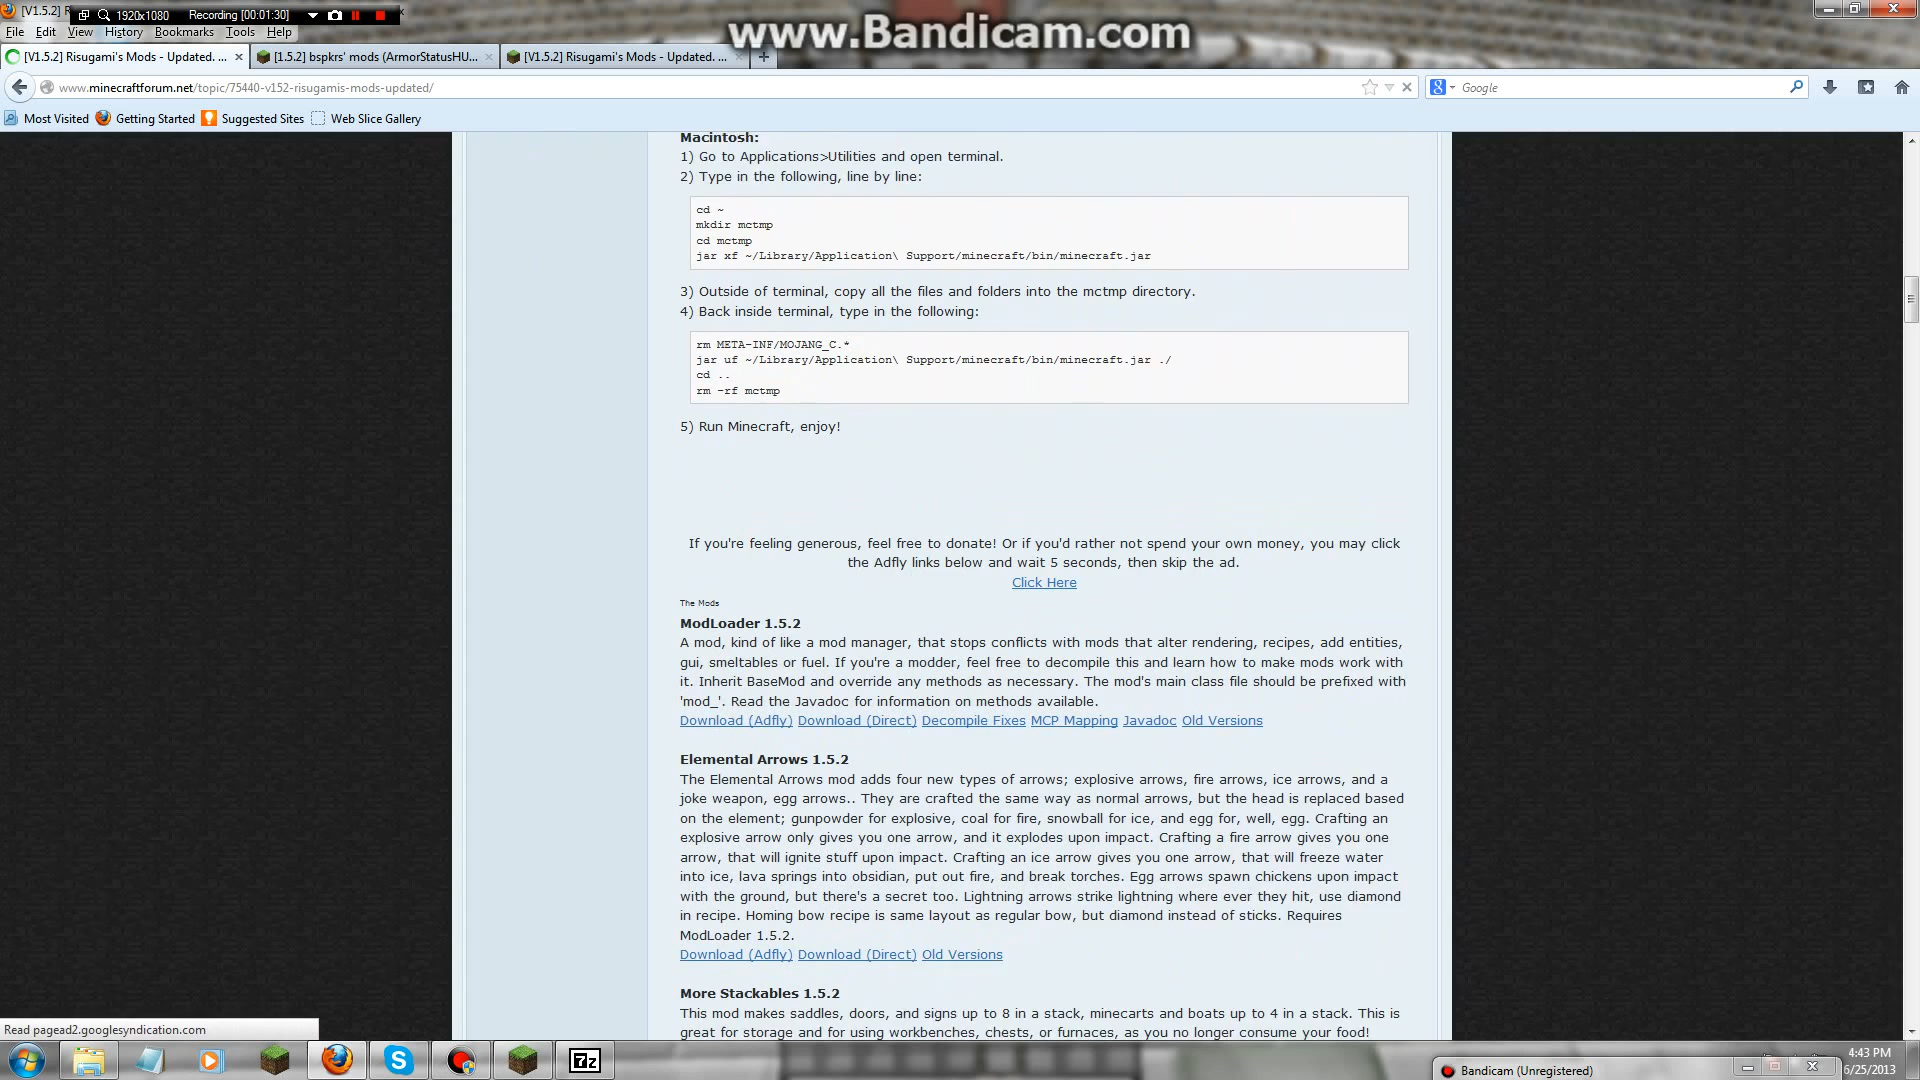 [V1.5.2] R
1920x1080
Recording [00:01:30]
www.Bandicam.com
File Edit View History Bookmarks Tools Help
[V1.5.2] Risugami's Mods - Updated. ...
[1.5.2] bspkrs' mods (ArmorStatusHU...
[V1.5.2] Risugami's Mods - Updated. ...
www.minecraftforum.net/topic/75440-v152-risugamis-mods-updated/
Google
Most Visited Getting Started Suggested Sites Web Slice Gallery
Macintosh:
1) Go to Applications>Utilities and open terminal.
2) Type in the following, line by line:
cd ~
mkdir mctmp
cd mctmp
jar xf ~/Library/Application\ Support/minecraft/bin/minecraft.jar
3) Outside of terminal, copy all the files and folders into the mctmp directory.
4) Back inside terminal, type in the following:
rm META-INF/MOJANG_C.*
jar uf ~/Library/Application\ Support/minecraft/bin/minecraft.jar ./
cd ..
rm -rf mctmp
5) Run Minecraft, enjoy!
If you're feeling generous, feel free to donate! Or if you'd rather not spend your own money, you may click
the Adfly links below and wait 5 seconds, then skip the ad.
Click Here
The Mods
ModLoader 1.5.2
A mod, kind of like a mod manager, that stops conflicts with mods that alter rendering, recipes, add entities,
gui, smeltables or fuel. If you're a modder, feel free to decompile this and learn how to make mods work with
it. Inherit BaseMod and override any methods as necessary. The mod's main class file should be prefixed with
'mod_'. Read the Javadoc for information on methods available.
Download (Adfly) Download (Direct) Decompile Fixes MCP Mapping Javadoc Old Versions
Elemental Arrows 1.5.2
The Elemental Arrows mod adds four new types of arrows; explosive arrows, fire arrows, ice arrows, and a
joke weapon, egg arrows.. They are crafted the same way as normal arrows, but the head is replaced based
on the element; gunpowder for explosive, coal for fire, snowball for ice, and egg for, well, egg. Crafting an
explosive arrow only gives you one arrow, and it explodes upon impact. Crafting a fire arrow gives you one
arrow, that will ignite stuff upon impact. Crafting an ice arrow gives you one arrow, that will freeze water
into ice, lava springs into obsidian, put out fire, and break torches. Egg arrows spawn chickens upon impact
with the ground, but there's a secret too. Lightning arrows strike lightning where ever they hit, use diamond
in recipe. Homing bow recipe is same layout as regular bow, but diamond instead of sticks. Requires
ModLoader 1.5.2.
Download (Adfly) Download (Direct) Old Versions
More Stackables 1.5.2
This mod makes saddles, doors, and signs up to 8 in a stack, minecarts and boats up to 4 in a stack. This is
great for storage and for using workbenches, chests, or furnaces, as you no longer consume your food!
Read pagead2.googlesyndication.com
7z
Bandicam (Unregistered)
4:43 PM
6/25/2013